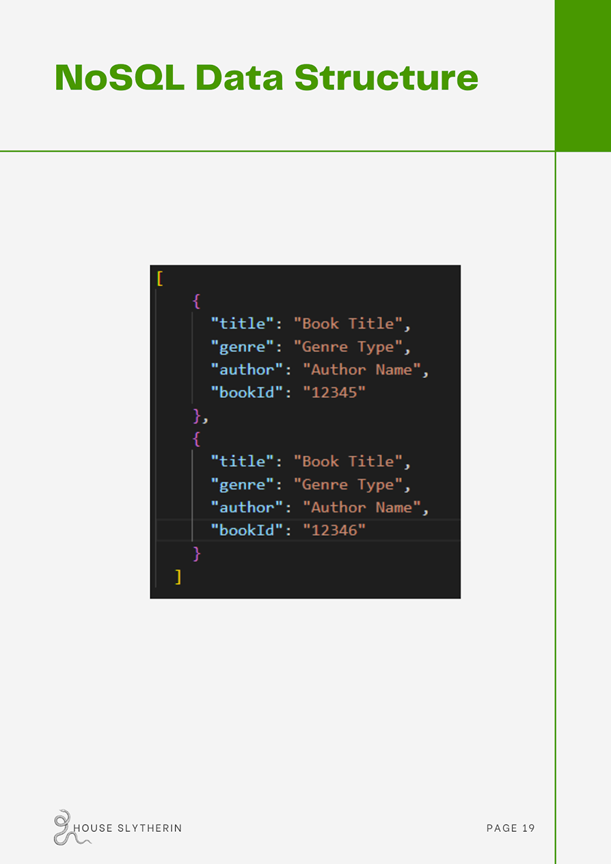 NoSQL Data Structure
[
{
"title": "Book Title",
"genre": "Genre Type",
"author": "Author Name",
"bookId": "12345"
},
{
"title": "Book Title",
"genre": "Genre Type",
"author": "Author Name",
"bookId": "12346"
}
]
HOUSE SLYTHERIN
PAGE 19